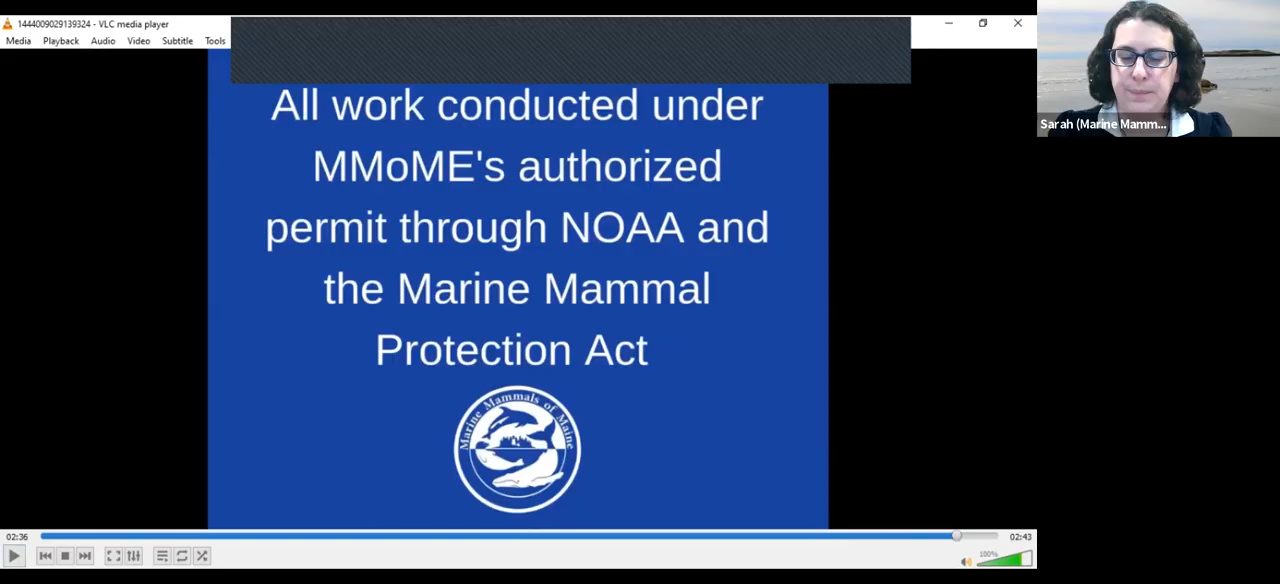 1444009029139324 - VLC media player
Media Playback Audio Video Subtitle Tools
All work conducted under
MMoME's authorized
permit through NOAA and
the Marine Mammal
Protection Act
Marine Mammals of Maine
02:36
02:43
100%
Sarah (Marine Mamm...